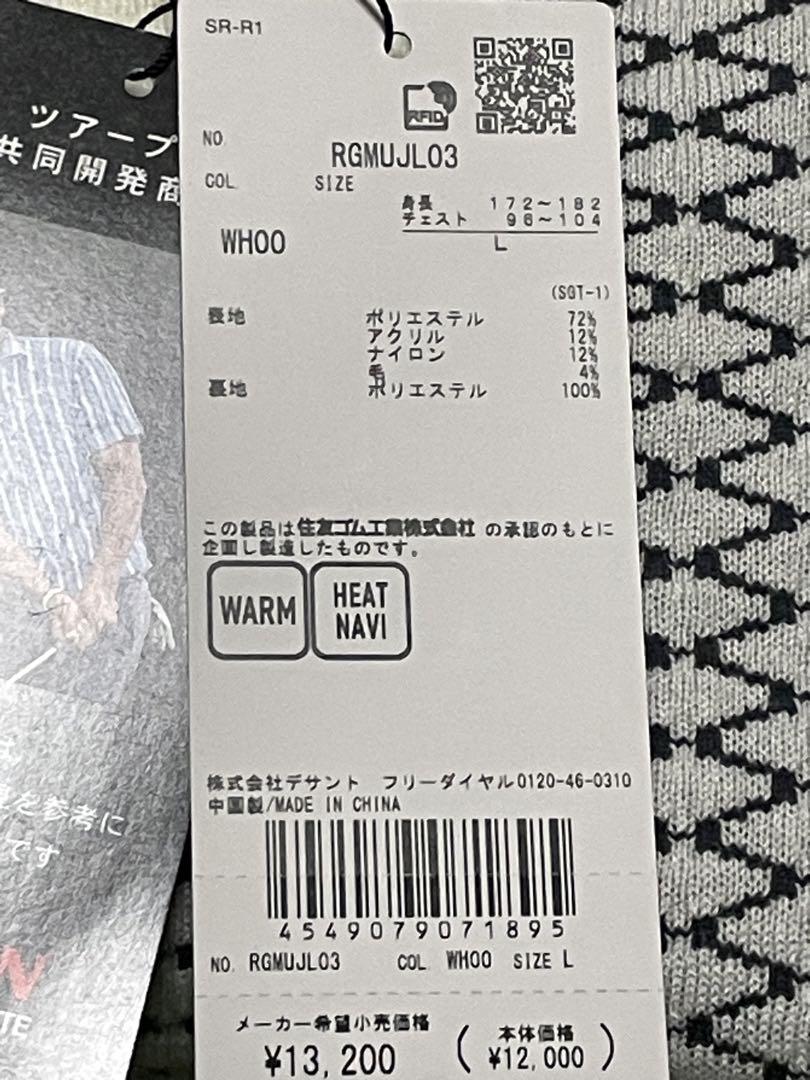 ツアープ
共同開発商
を参考に
です
SR-R1
RFID
NO.
RGMUJL03
COL.
SIZE
身長 172~182
チェスト 96~104
WH00
L
(SGT-1)
表地 ポリエステル 72%
アクリル 12%
ナイロン 12%
毛 4%
裏地 ポリエステル 100%
この製品は住友ゴム工業株式会社 の承認のもとに
企画し製造したものです。
WARM
HEAT
NAVI
株式会社デサント フリーダイヤル0120-46-0310
中国製/MADE IN CHINA
4549079071895
NO. RGMUJL03 COL. WH00 SIZE L
メーカー希望小売価格
¥13,200
(本体価格
¥12,000)